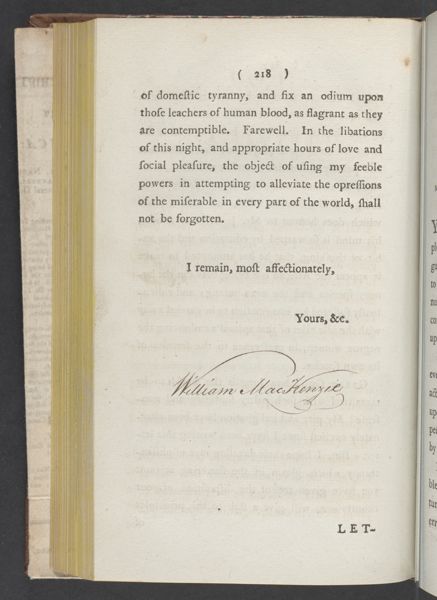 ( 218 )
of domeſtic tyranny, and fix an odium upon
thoſe leachers of human blood, as flagrant as they
are contemptible. Farewell. In the libations
of this night, and appropriate hours of love and
ſocial pleaſure, the object of uſing my feeble
powers in attempting to alleviate the opreſſions
of the miſerable in every part of the world, ſhall
not be forgotten.
I remain, moſt affectionately,
Yours, &c.
William MacKenzie
LET-